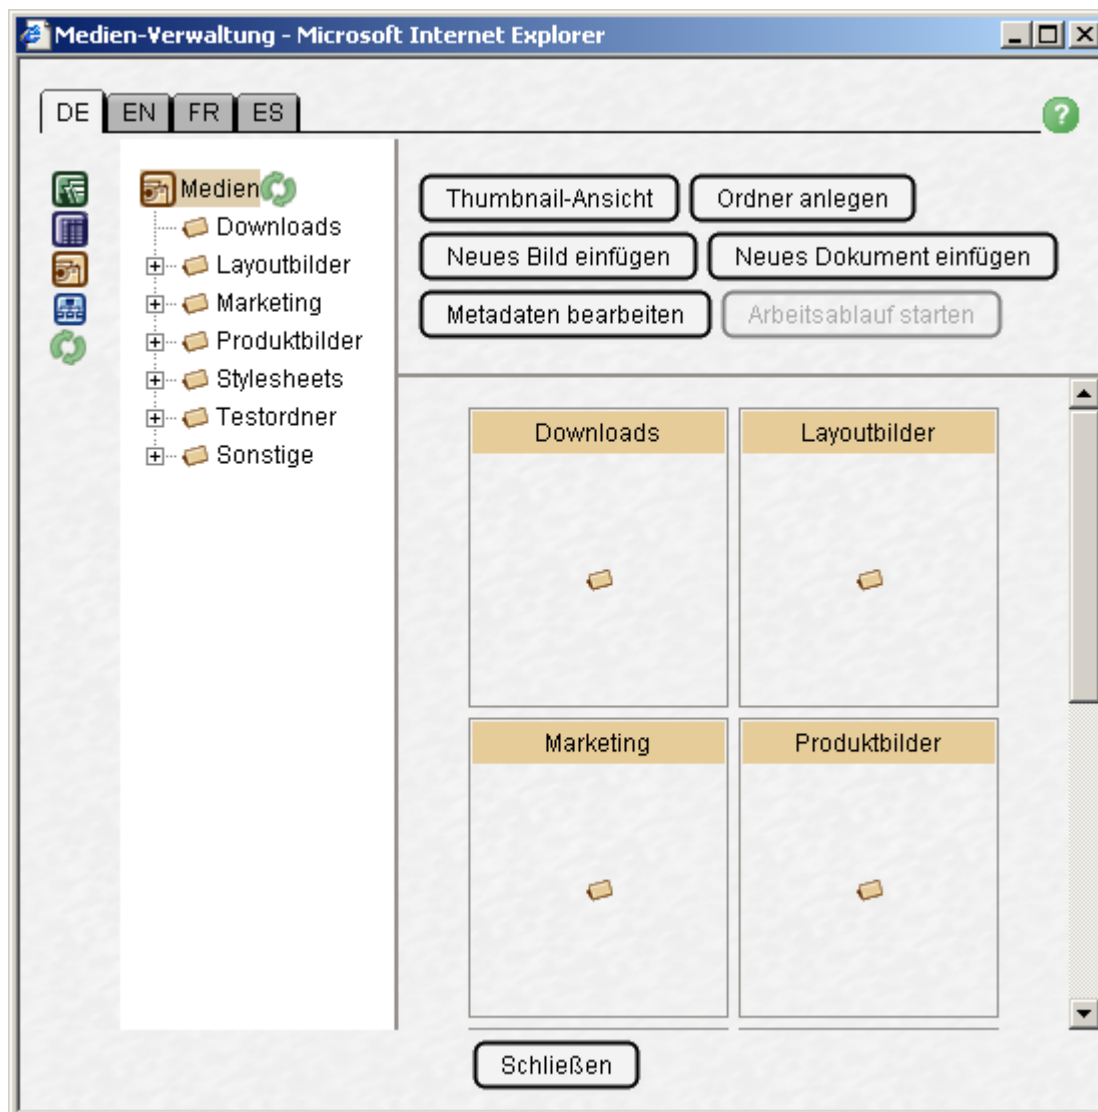 Medien-Verwaltung - Microsoft Internet Explorer
DE EN FR ES
?
Medien
Downloads
Layoutbilder
Marketing
Produktbilder
Stylesheets
Testordner
Sonstige
Thumbnail-Ansicht Ordner anlegen
Neues Bild einfügen Neues Dokument einfügen
Metadaten bearbeiten Arbeitsablauf starten
Downloads Layoutbilder
Marketing Produktbilder
Schließen